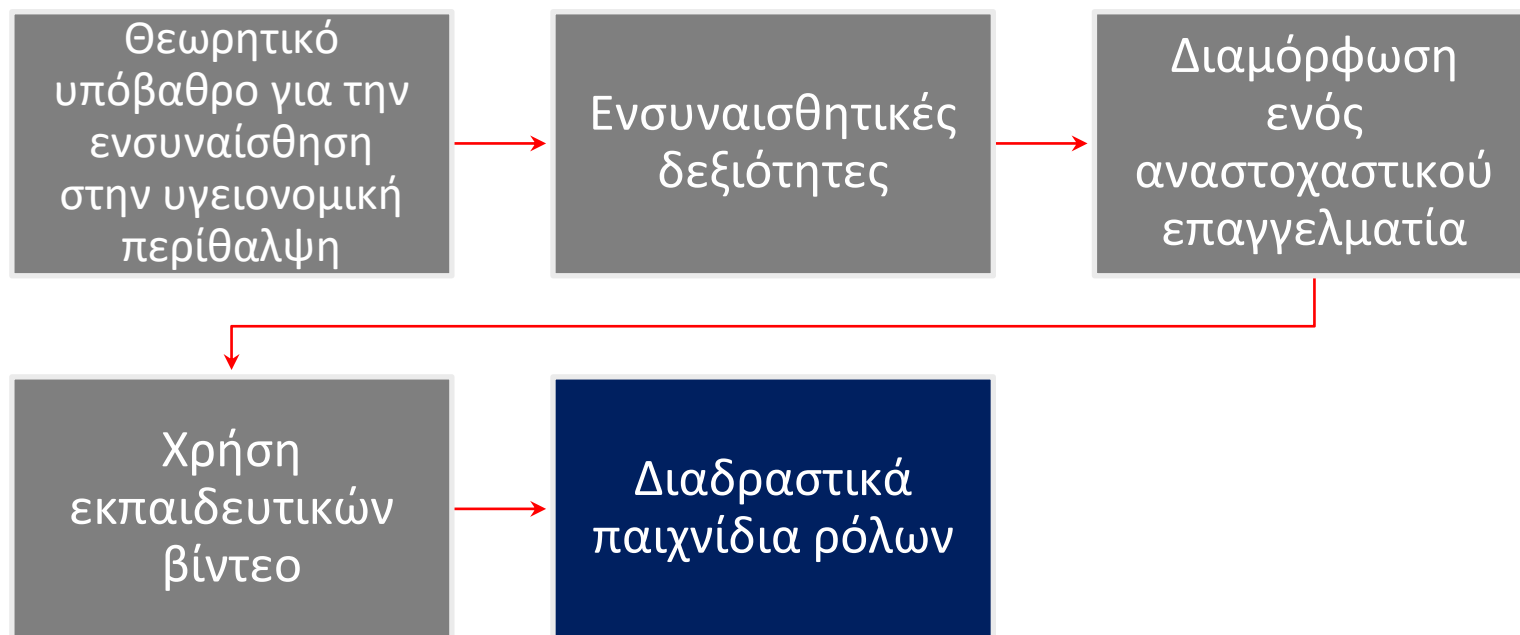 Θεωρητικό
υπόβαθρο για την
ενσυναίσθηση
στην υγειονομική
περίθαλψη
Ενσυναισθητικές
δεξιότητες
Διαμόρφωση
ενός
αναστοχαστικού
επαγγελματία
Χρήση
εκπαιδευτικών
βίντεο
Διαδραστικά
παιχνίδια ρόλων